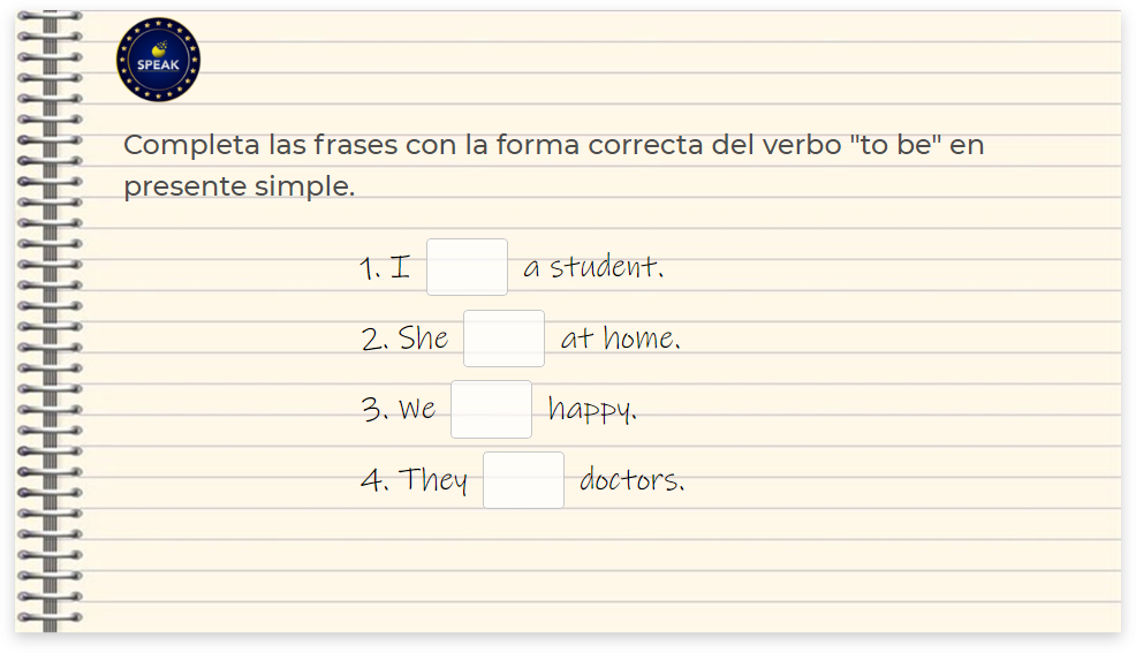 SPEAK
Completa las frases con la forma correcta del verbo "to be" en
presente simple.
1. I a student.
2. She at home.
3. We happy.
4. They doctors.